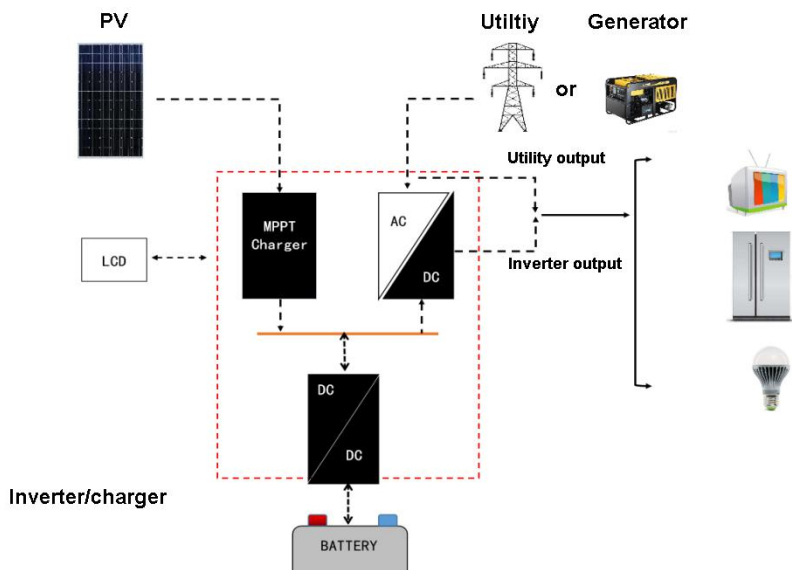 PV
Utiltiy
or
Generator
Utility output
MPPT
Charger
AC
DC
LCD
Inverter output
DC
DC
Inverter/charger
BATTERY